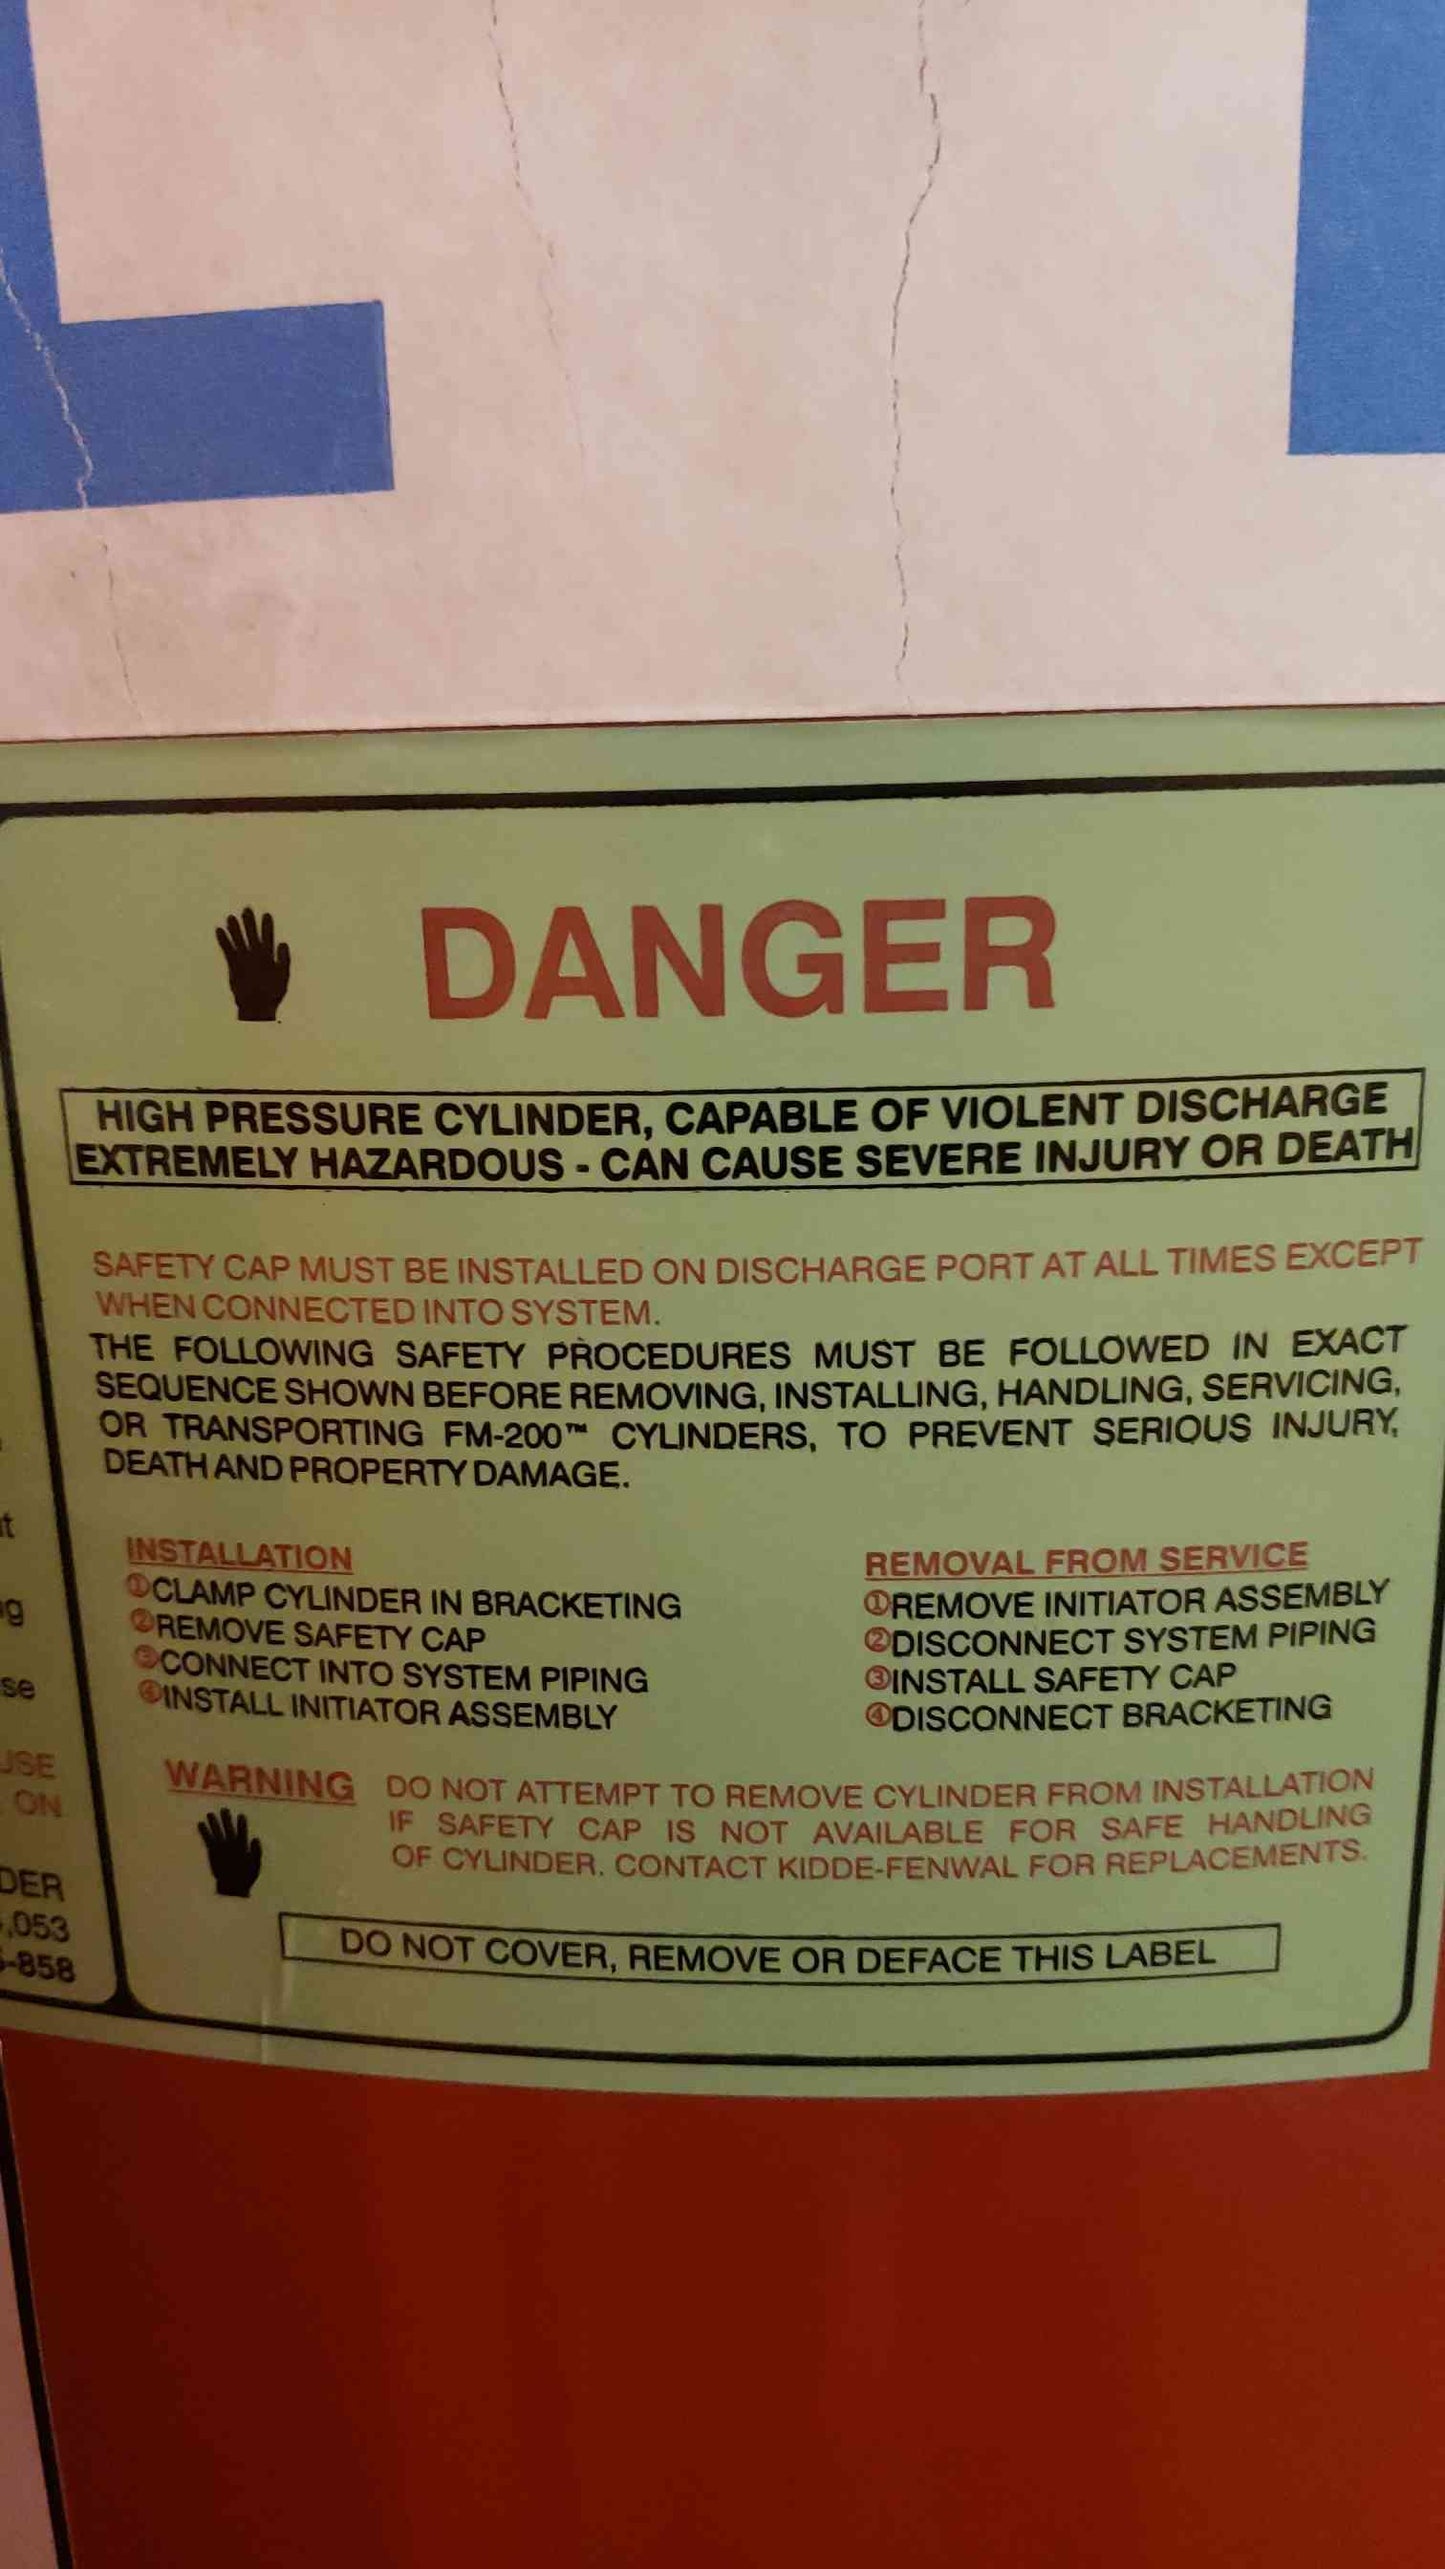 DANGER
HIGH PRESSURE CYLINDER, CAPABLE OF VIOLENT DISCHARGE
EXTREMELY HAZARDOUS - CAN CAUSE SEVERE INJURY OR DEATH
SAFETY CAP MUST BE INSTALLED ON DISCHARGE PORT AT ALL TIMES EXCEPT
WHEN CONNECTED INTO SYSTEM.
THE FOLLOWING SAFETY PROCEDURES MUST BE FOLLOWED IN EXACT
SEQUENCE SHOWN BEFORE REMOVING, INSTALLING, HANDLING, SERVICING,
OR TRANSPORTING FM-200™ CYLINDERS, TO PREVENT SERIOUS INJURY,
DEATH AND PROPERTY DAMAGE.
INSTALLATION
①CLAMP CYLINDER IN BRACKETING
②REMOVE SAFETY CAP
③CONNECT INTO SYSTEM PIPING
④INSTALL INITIATOR ASSEMBLY
REMOVAL FROM SERVICE
①REMOVE INITIATOR ASSEMBLY
②DISCONNECT SYSTEM PIPING
③INSTALL SAFETY CAP
④DISCONNECT BRACKETING
WARNING DO NOT ATTEMPT TO REMOVE CYLINDER FROM INSTALLATION
IF SAFETY CAP IS NOT AVAILABLE FOR SAFE HANDLING
OF CYLINDER. CONTACT KIDDE-FENWAL FOR REPLACEMENTS.
DO NOT COVER, REMOVE OR DEFACE THIS LABEL
ON
,053
-858